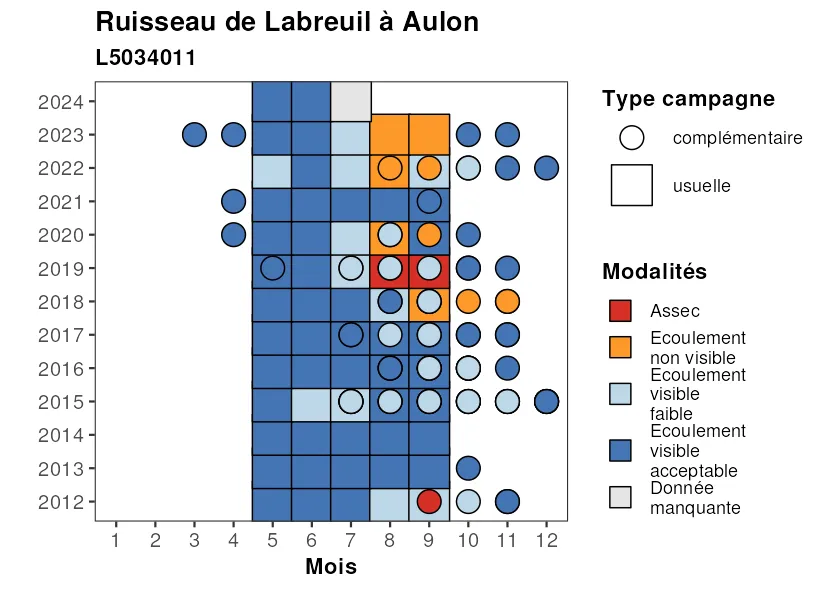 Ruisseau de Labreuil à Aulon
L5034011
2024
2023
2022
2021
2020
2019
2018
2017
2016
2015
2014
2013
2012
1 2 3 4 5 6 7 8 9 10 11 12
Mois
Type campagne
complémentaire
usuelle
Modalités
Assec
Ecoulement
non visible
Ecoulement
visible
faible
Ecoulement
visible
acceptable
Donnée
manquante